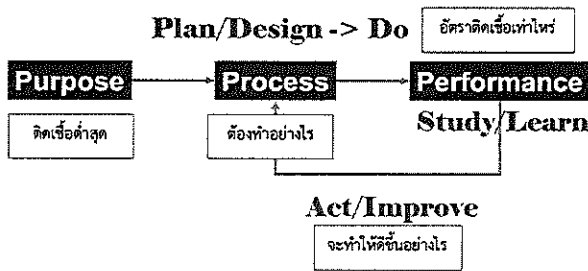 Plan/Design -> Do
อัตราติดเชื้อเท่าไหร่
Purpose
Process
Performance
ติดเชื้อต่ำสุด
ต้องทำอย่างไร
Study/Learn
Act/Improve
จะทำให้ดีขึ้นอย่างไร